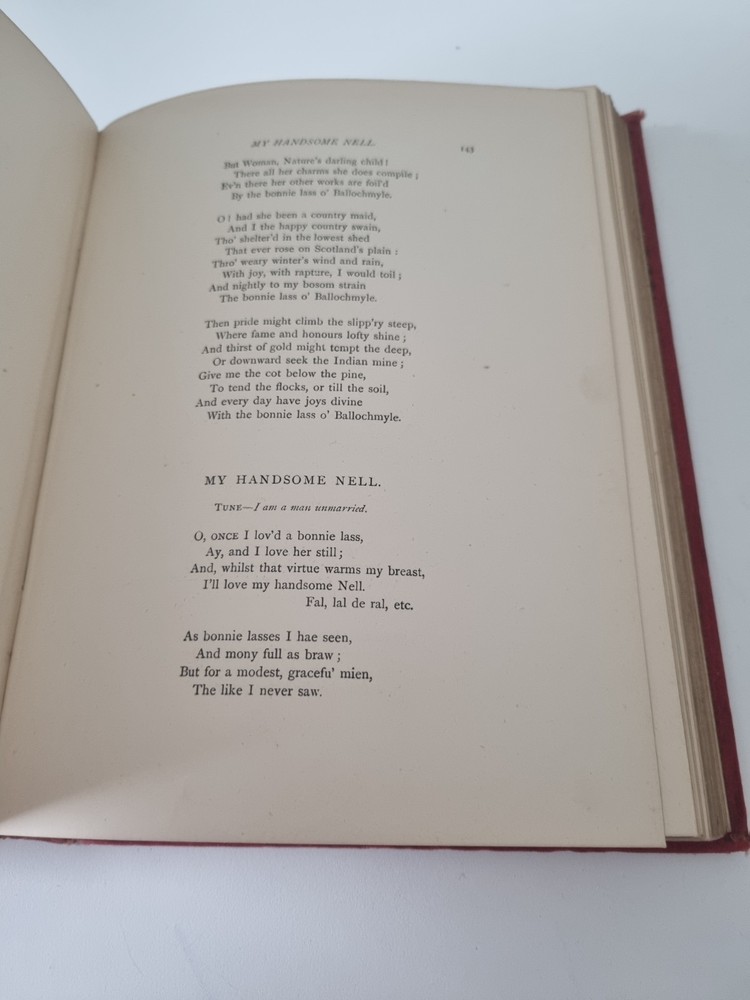 MY HANDSOME NELL. 143
But Woman, Nature's darling child!
There all her charms she does compile;
Ev'n there her other works are foil'd
By the bonnie lass o' Ballochmyle.
O! had she been a country maid,
And I the happy country swain,
Tho' shelter'd in the lowest shed
That ever rose on Scotland's plain:
Thro' weary winter's wind and rain,
With joy, with rapture, I would toil;
And nightly to my bosom strain
The bonnie lass o' Ballochmyle.
Then pride might climb the slipp'ry steep,
Where fame and honours lofty shine;
And thirst of gold might tempt the deep,
Or downward seek the Indian mine;
Give me the cot below the pine,
To tend the flocks, or till the soil,
And every day have joys divine
With the bonnie lass o' Ballochmyle.
MY HANDSOME NELL.
TUNE—I am a man unmarried.
O, ONCE I lov'd a bonnie lass,
Ay, and I love her still;
And, whilst that virtue warms my breast,
I'll love my handsome Nell.
Fal, lal de ral, etc.
As bonnie lasses I hae seen,
And mony full as braw;
But for a modest, gracefu' mien,
The like I never saw.